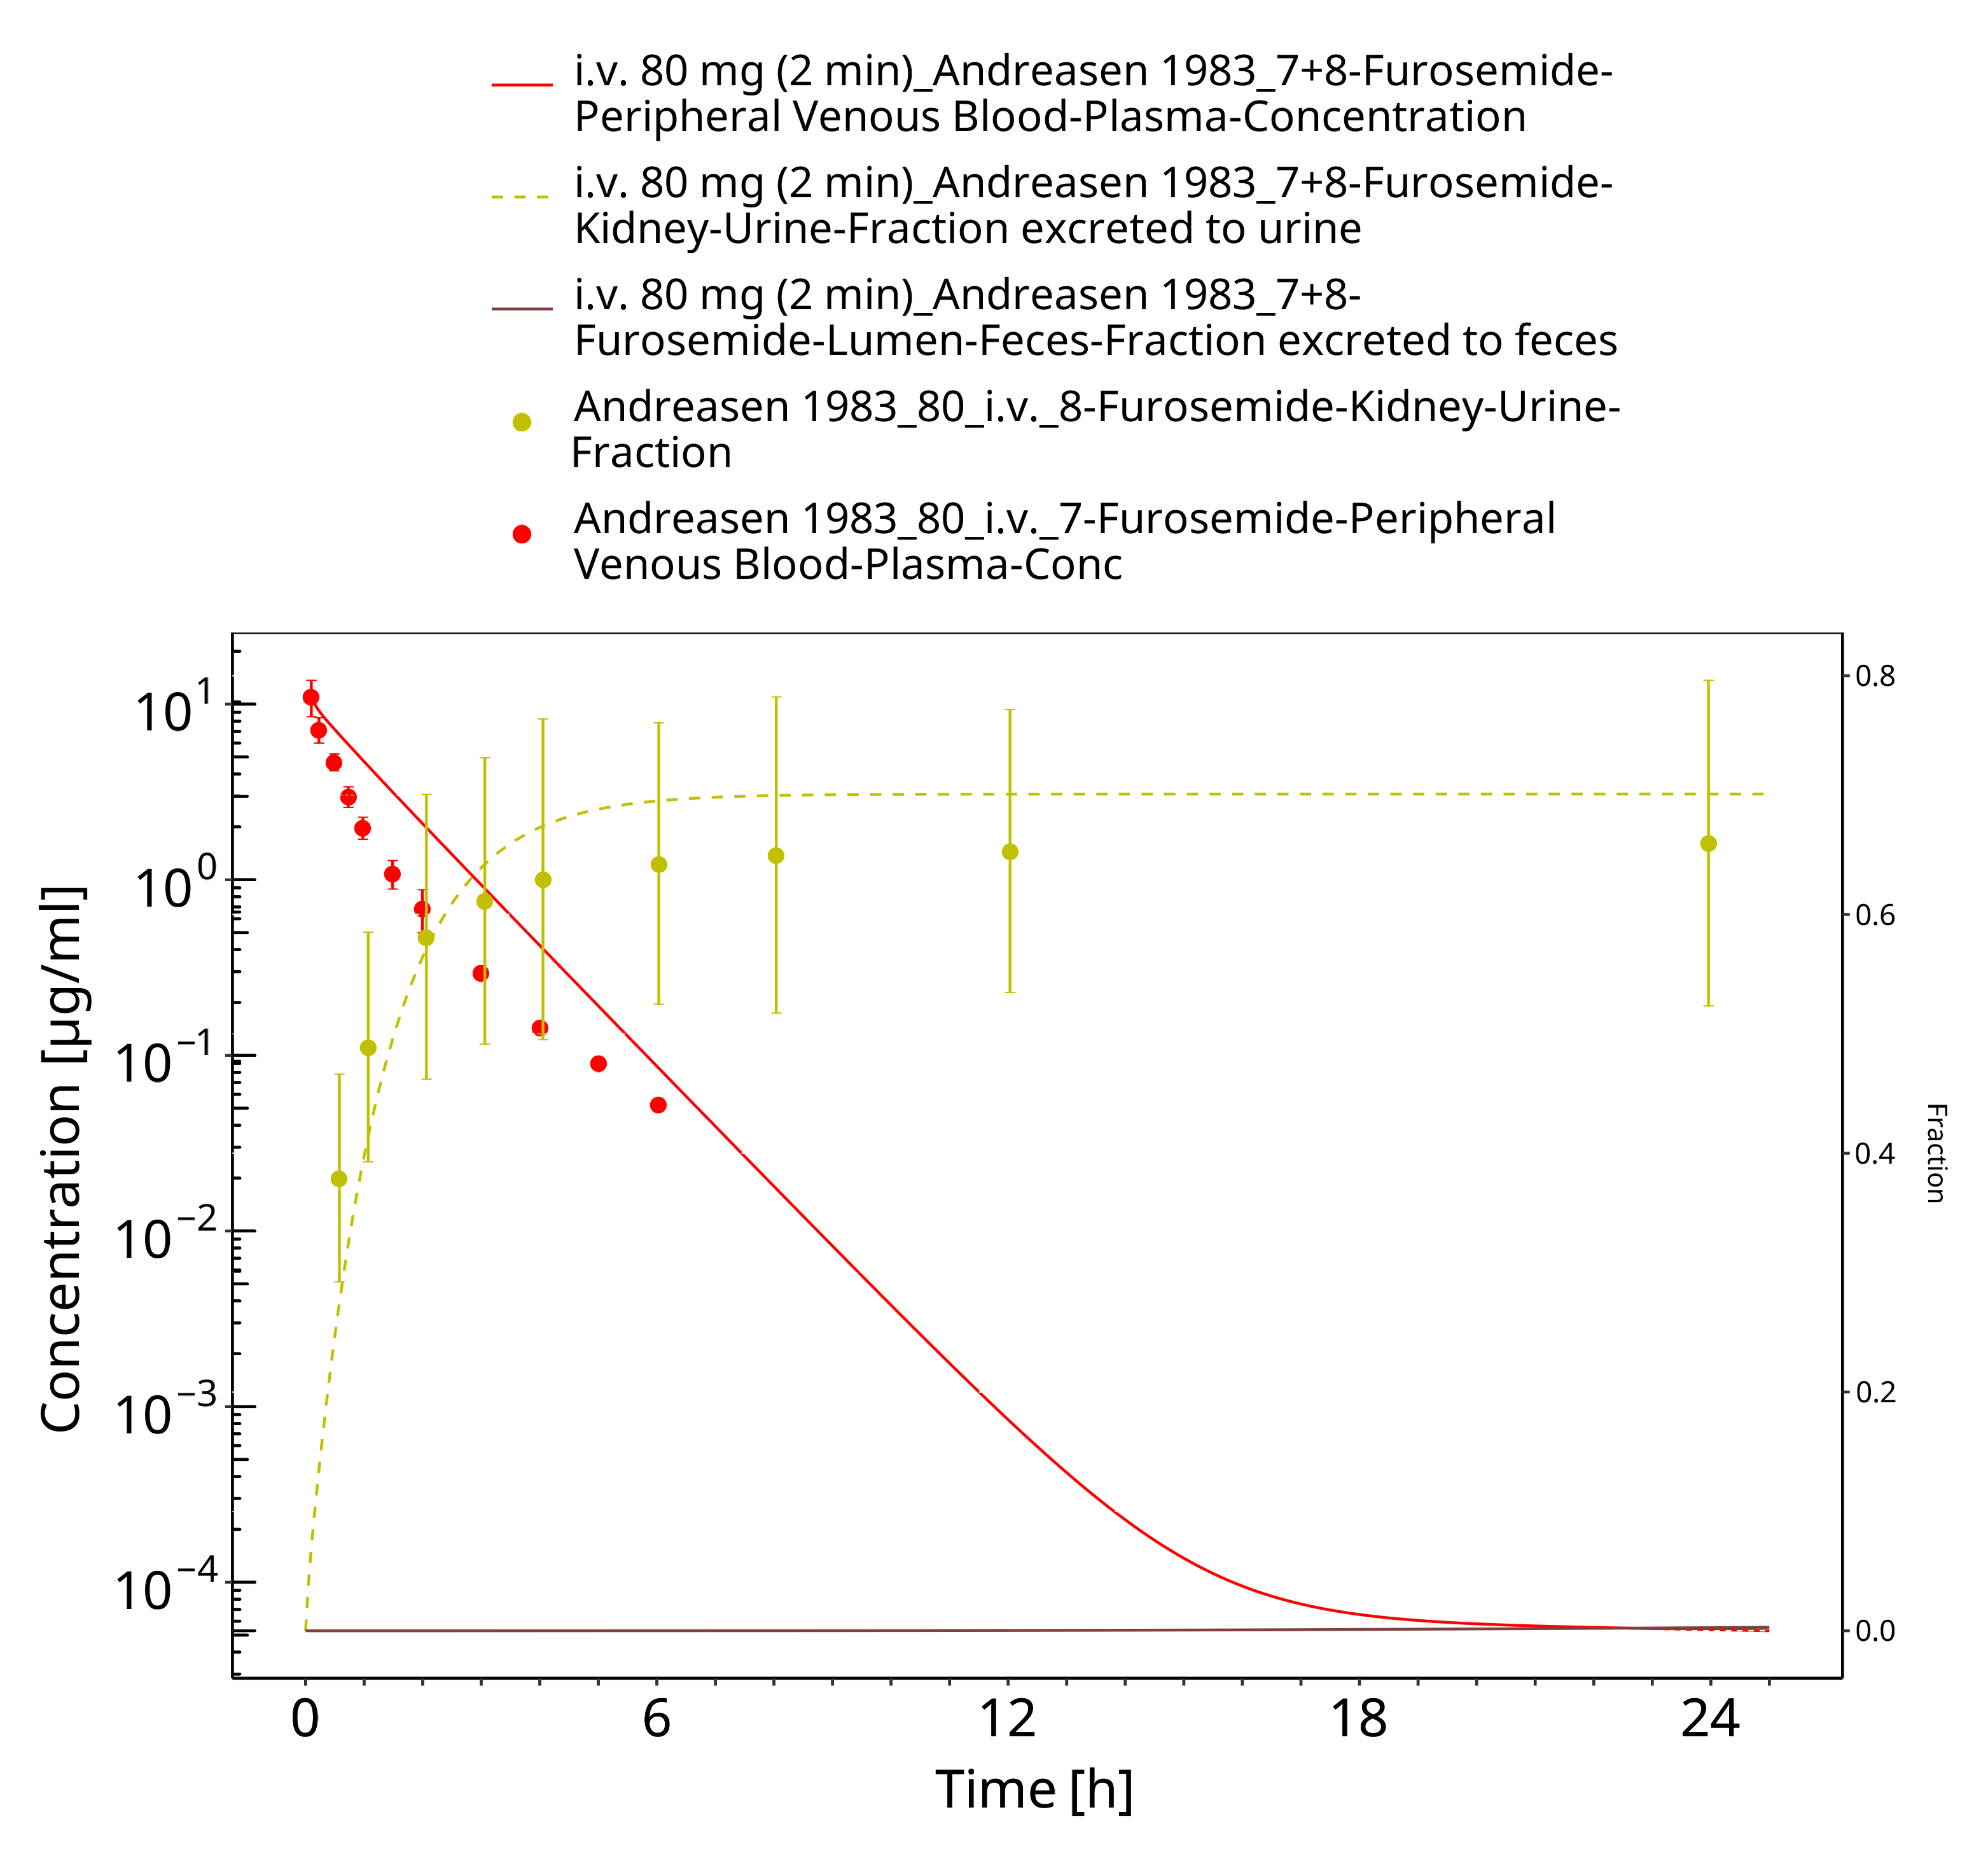 i.v. 80 mg (2 min)_Andreasen 1983_7+8-Furosemide-
Peripheral Venous Blood-Plasma-Concentration
i.v. 80 mg (2 min)_Andreasen 1983_7+8-Furosemide-
Kidney-Urine-Fraction excreted to urine
i.v. 80 mg (2 min)_Andreasen 1983_7+8-
Furosemide-Lumen-Feces-Fraction excreted to feces
Andreasen 1983_80_i.v._8-Furosemide-Kidney-Urine-
Fraction
Andreasen 1983_80_i.v._7-Furosemide-Peripheral
Venous Blood-Plasma-Conc
Concentration [µg/ml]
10¹
10⁰
10⁻¹
10⁻²
10⁻³
10⁻⁴
0.8
0.6
0.4
0.2
0.0
Fraction
0 6 12 18 24
Time [h]